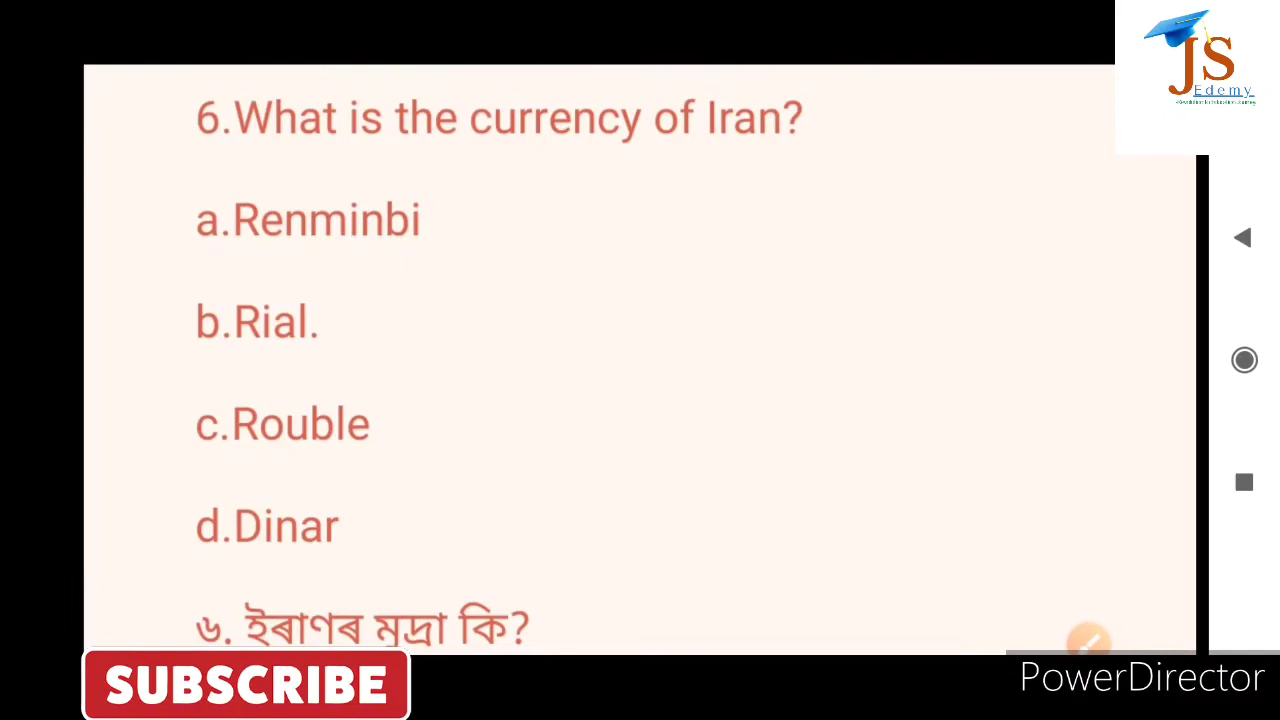 JS
Edemy
6.What is the currency of Iran?
a.Renminbi
b.Rial.
c.Rouble
d.Dinar
৬. ইৰাণৰ মুদ্ৰা কি?
SUBSCRIBE
PowerDirector